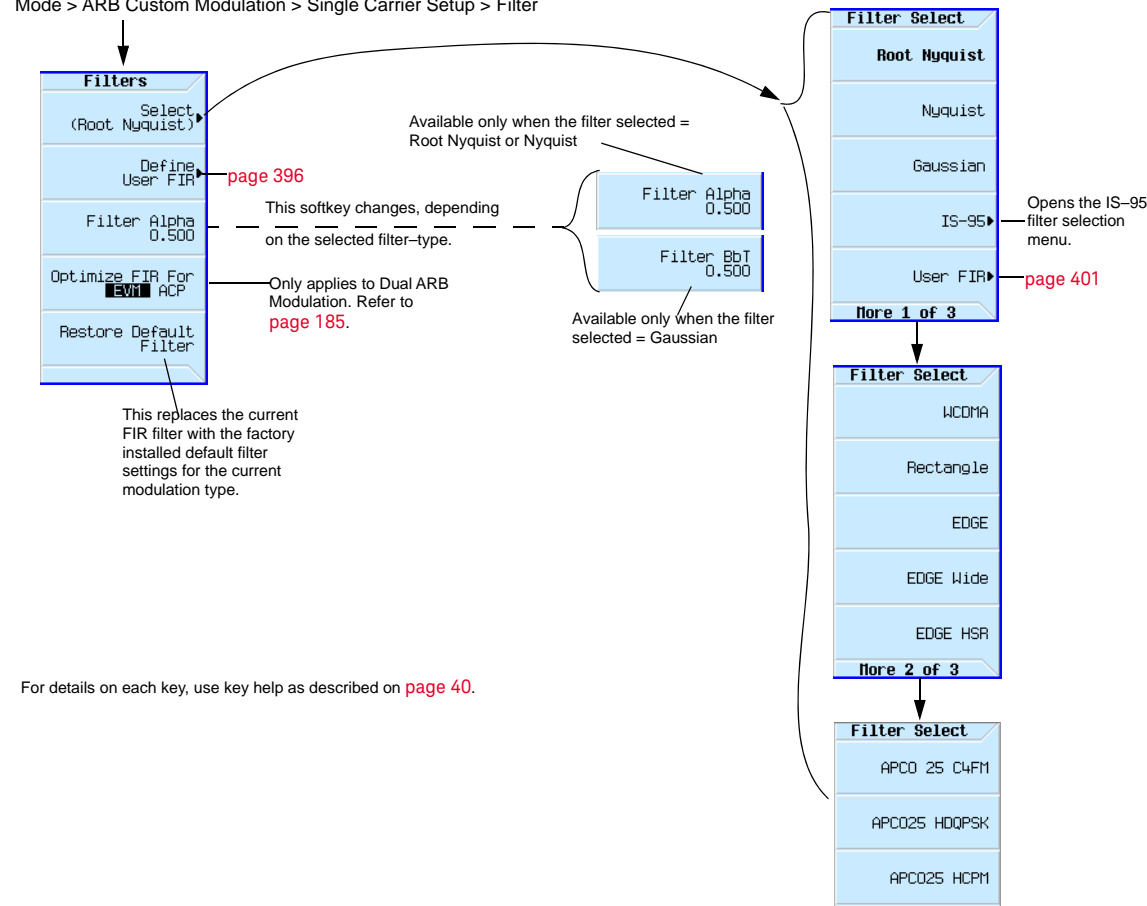 Mode > ARB Custom Modulation > Single Carrier Setup > Filter
Filters
Select
(Root Nyquist)
Define
User FIR
page 396
Filter Alpha
0.500
This softkey changes, depending
on the selected filter–type.
Optimize FIR For
EVM ACP
Only applies to Dual ARB
Modulation. Refer to
page 185.
Restore Default
Filter
This replaces the current
FIR filter with the factory
installed default filter
settings for the current
modulation type.
Available only when the filter selected =
Root Nyquist or Nyquist
Filter Alpha
0.500
Filter BbT
0.500
Available only when the filter
selected = Gaussian
Filter Select
Root Nyquist
Nyquist
Gaussian
IS-95
Opens the IS–95
filter selection
menu.
User FIR
page 401
More 1 of 3
Filter Select
WCDMA
Rectangle
EDGE
EDGE Wide
EDGE HSR
More 2 of 3
Filter Select
APCO 25 C4FM
APCO25 HDQPSK
APCO25 HCPM
For details on each key, use key help as described on page 40.